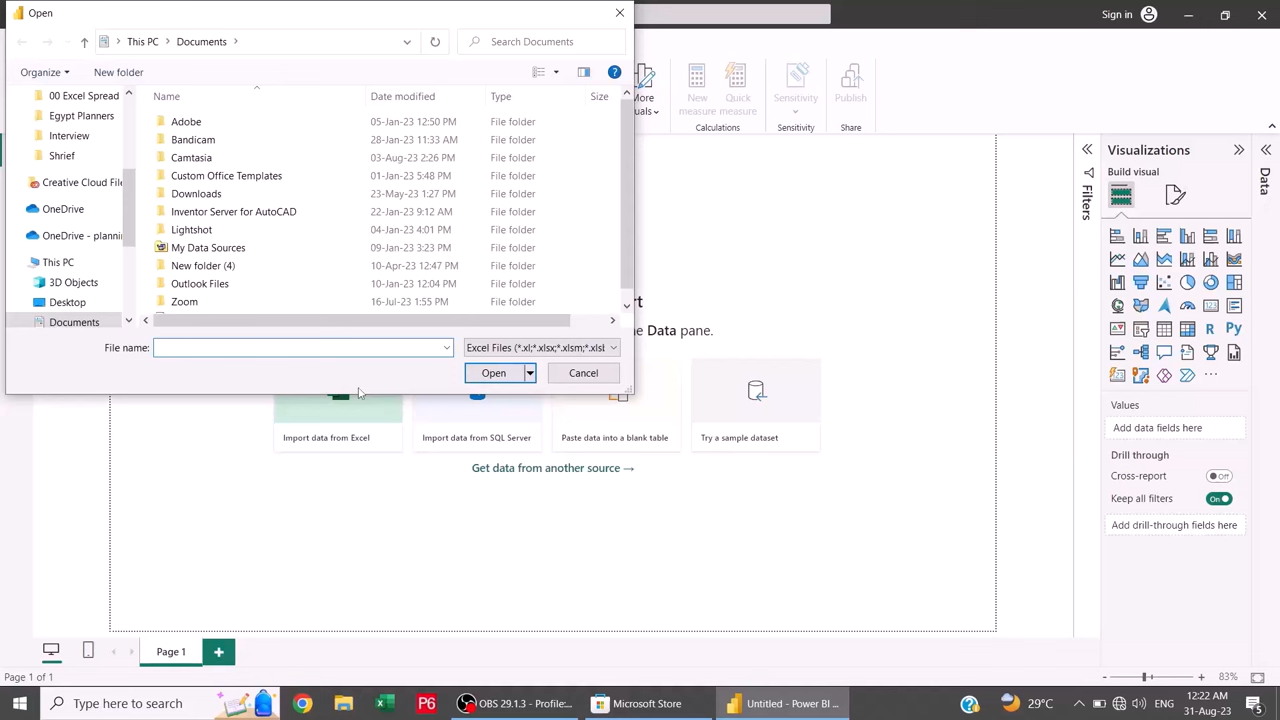 Open
Sign in
This PC
Documents
Search Documents
Organize
New folder
?
00 Excel Spread
Egypt Planners
Interview
Shrief
Creative Cloud File
OneDrive
OneDrive - plannin
This PC
3D Objects
Desktop
Documents
Name
Date modified
Type
Size
Adobe
05-Jan-23 12:50 PM
File folder
Bandicam
28-Jan-23 11:33 AM
File folder
Camtasia
03-Aug-23 2:26 PM
File folder
Custom Office Templates
01-Jan-23 5:48 PM
File folder
Downloads
23-May-23 1:27 PM
File folder
Inventor Server for AutoCAD
22-Jan-23 9:12 AM
File folder
Lightshot
04-Jan-23 4:01 PM
File folder
My Data Sources
09-Jan-23 3:23 PM
File folder
New folder (4)
10-Apr-23 12:47 PM
File folder
Outlook Files
10-Jan-23 12:04 PM
File folder
Zoom
16-Jul-23 1:55 PM
File folder
File name:
Excel Files (*.xl;*.xlsx;*.xlsm;*.xlsb
Open
Cancel
New
measure
Quick
measure
Sensitivity
Publish
Calculations
Sensitivity
Share
Data pane.
Import data from Excel
Import data from SQL Server
Paste data into a blank table
Try a sample dataset
Get data from another source →
Filters
Visualizations
Build visual
Data
123
R
Py
Values
Add data fields here
Drill through
Cross-report
Off
Keep all filters
On
Add drill-through fields here
Page 1
Page 1 of 1
83%
Type here to search
P6
OBS 29.1.3 - Profile:...
Microsoft Store
Untitled - Power BI ...
29°C
12:22 AM
31-Aug-23
5